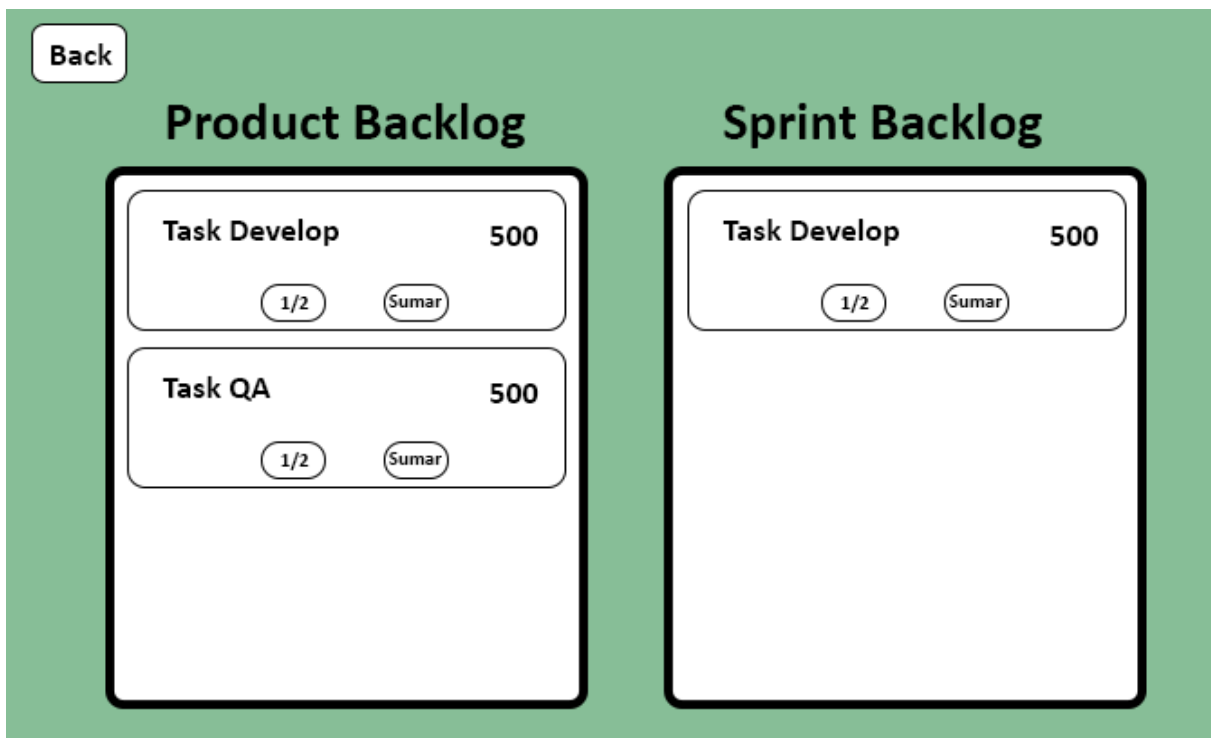 Back
Product Backlog
Task Develop 500
1/2 Sumar
Task QA 500
1/2 Sumar
Sprint Backlog
Task Develop 500
1/2 Sumar